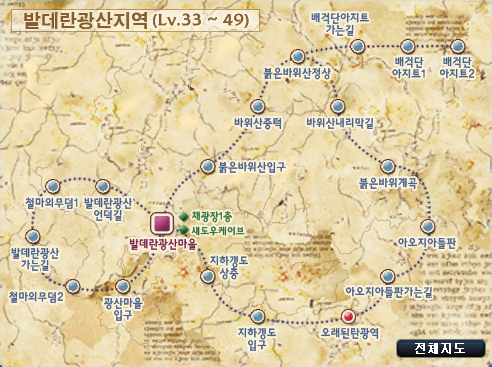 발데란광산지역 (Lv.33 ~ 49)
배걱단아지트
가는길
배걱단
아지트1
배걱단
아지트2
붉은바위산정상
바위산중턱
바위산내리막길
붉은바위산입구
붉은바위계곡
철마의무덤1
발데란광산
언덕길
채광장1층
섀도우케이브
발데란광산마을
아오지아들판
발데란광산
가는길
지하갱도
상층
철마의무덤2
광산마을
입구
아오지아들판가는길
지하갱도
입구
오래된탄광역
전체지도